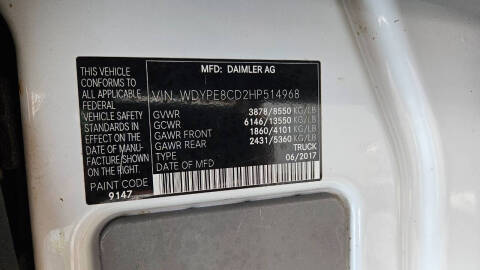 MFD: DAIMLER AG
THIS VEHICLE
CONFORMS TO
ALL APPLICABLE
FEDERAL
VEHICLE SAFETY
STANDARDS IN
EFFECT ON THE
DATE OF MANU-
FACTURE/SHOWN
ON THE RIGHT.
PAINT CODE
9147
VIN WDYPE8CD2HP514968
GVWR 3878/8550 KG/LB
GCWR 6146/13550 KG/LB
GAWR FRONT 1860/4101 KG/LB
GAWR REAR 2431/5360 KG/LB
TYPE TRUCK
DATE OF MFD 06/2017